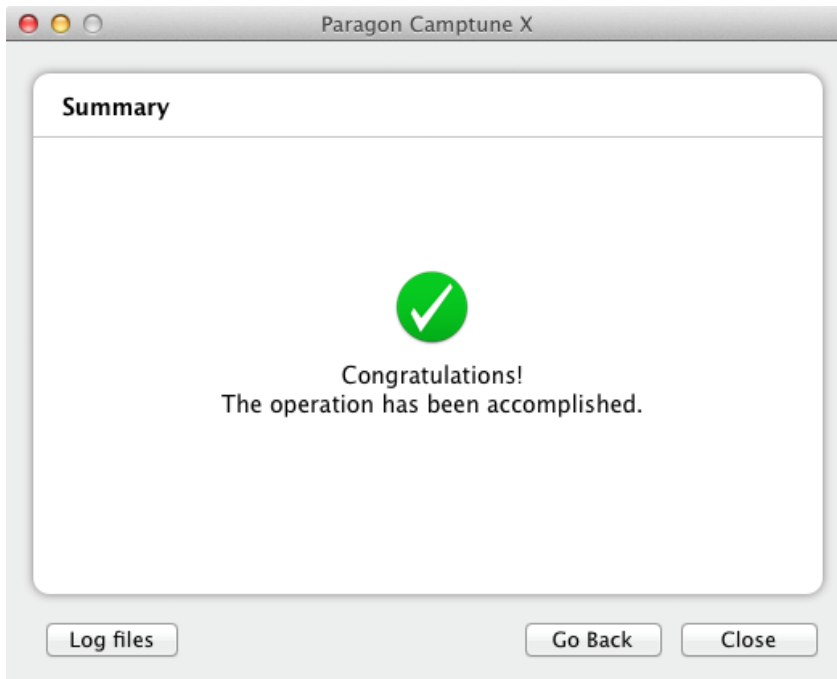 Paragon Camptune X
Summary
Congratulations!
The operation has been accomplished.
Log files
Go Back
Close